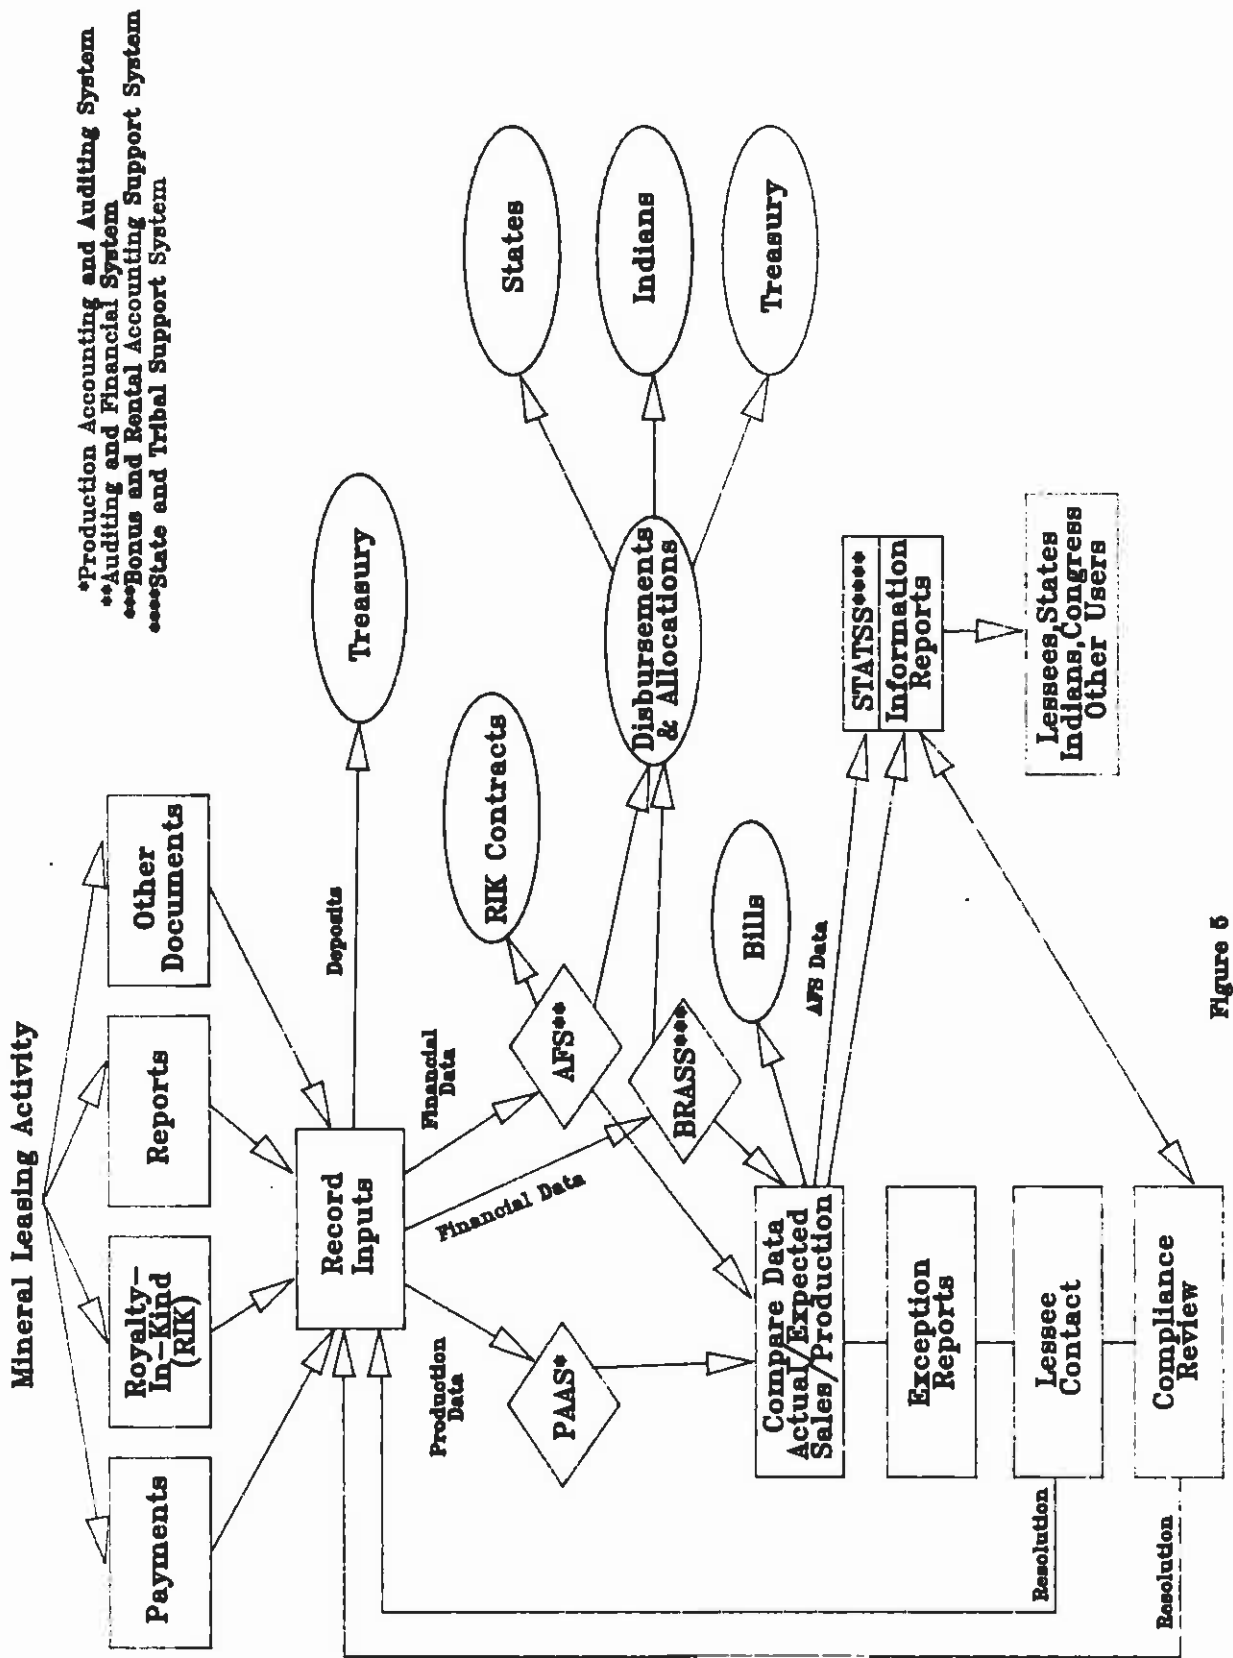 Mineral Leasing Activity
*Production Accounting and Auditing System
**Auditing and Financial System
***Bonus and Rental Accounting Support System
****State and Tribal Support System
Payments
Royalty-
In-Kind
(RIK)
Reports
Other
Documents
Record
Inputs
Deposits
Treasury
Production
Data
Financial Data
Financial
Data
PAAS*
BRASS***
AFS**
RIK Contracts
Disbursements
& Allocations
States
Indians
Treasury
Compare Data
Actual/Expected
Sales/Production
Bills
AFS Data
STATSS****
Information
Reports
Exception
Reports
Lessee
Contact
Resolution
Compliance
Review
Resolution
Lessees,States
Indians,Congress
Other Users
Figure 5